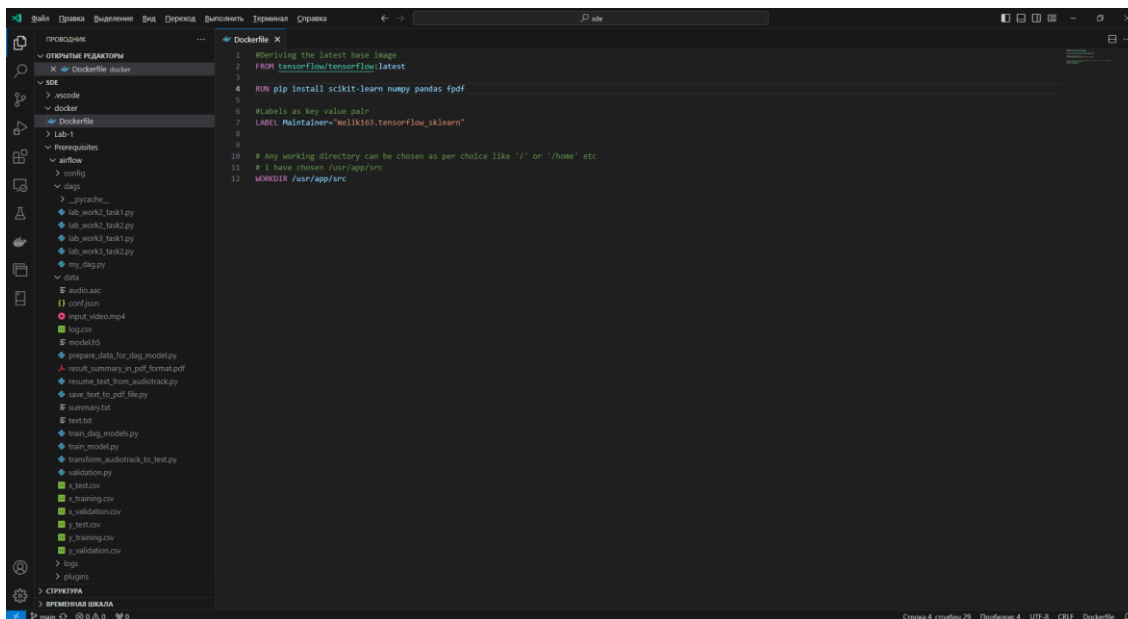 Файл Правка Выделение Вид Переход Выполнить Терминал Справка
sde
ПРОВОДНИК
ОТКРЫТЫЕ РЕДАКТОРЫ
Dockerfile docker
SDE
.vscode
docker
Dockerfile
Lab-1
Prerequisites
airflow
config
dags
__pycache__
lab_work2_task1.py
lab_work2_task2.py
lab_work3_task1.py
lab_work3_task2.py
my_dag.py
data
audio.aac
conf.json
input_video.mp4
log.csv
model.h5
prepare_data_for_dag_model.py
result_summary_in_pdf_format.pdf
resume_text_from_audiotrack.py
save_text_to_pdf_file.py
summary.txt
text.txt
train_dag_models.py
train_model.py
transform_audiotrack_to_text.py
validation.py
x_test.csv
x_training.csv
x_validation.csv
y_test.csv
y_training.csv
y_validation.csv
logs
plugins
СТРУКТУРА
ВРЕМЕННАЯ ШКАЛА
Dockerfile
1 #Deriving the latest base image
2 FROM tensorflow/tensorflow:latest
3
4 RUN pip install scikit-learn numpy pandas fpdf
5
6 #Labels as key value pair
7 LABEL Maintainer="melik163.tensorflow_sklearn"
8
9
10 # Any working directory can be chosen as per choice like '/' or '/home' etc
11 # i have chosen /usr/app/src
12 WORKDIR /usr/app/src
main 0 0 0 Строка 4, столбец 29 Пробелов: 4 UTF-8 CRLF Dockerfile